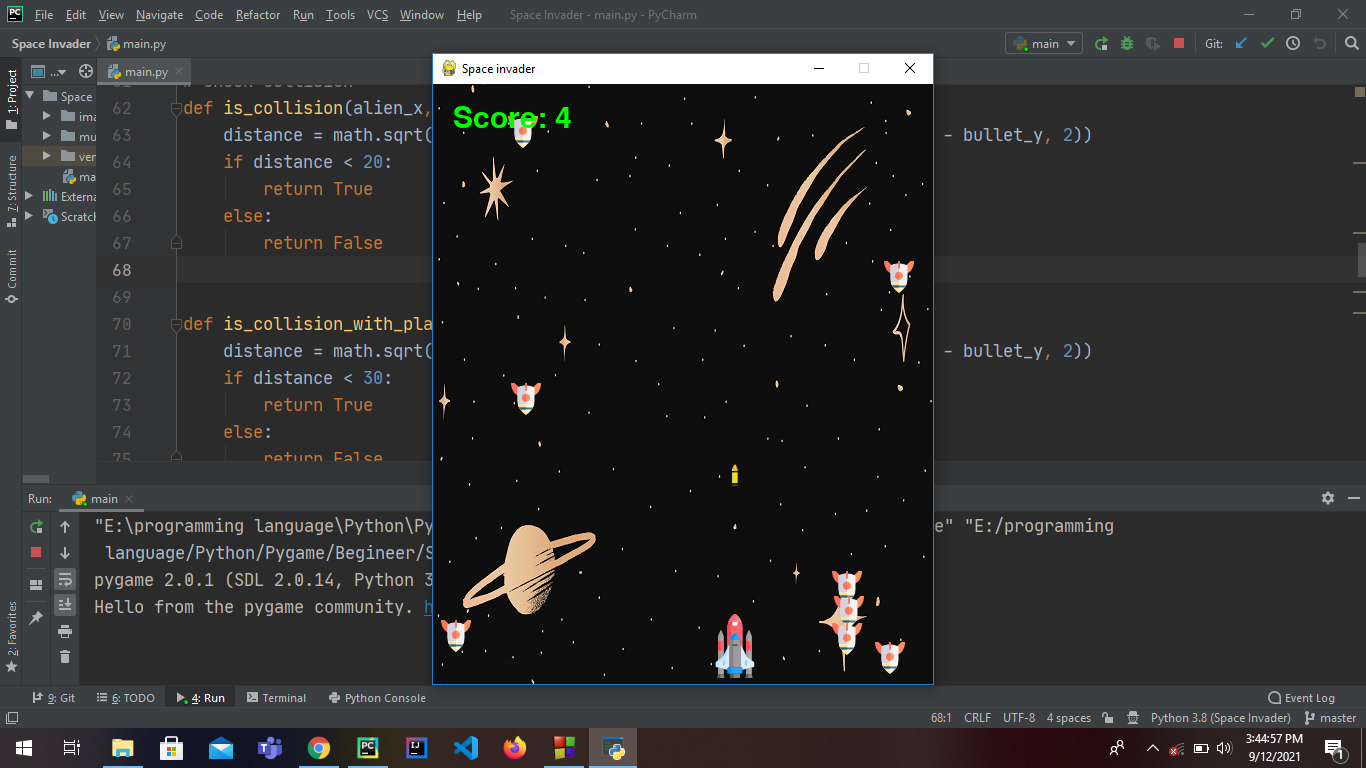 File Edit View Navigate Code Refactor Run Tools VCS Window Help Space Invader - main.py - PyCharm
Space Invader main.py main Git:
1: Project
7: Structure
Commit
2: Favorites
...
Space
Externa
Scratch
main.py
Space invader
Score: 4
62 def is_collision(alien_x,
63 distance = math.sqrt( - bullet_y, 2))
64 if distance < 20:
65 return True
66 else:
67 return False
68
69
70 def is_collision_with_pla
71 distance = math.sqrt( - bullet_y, 2))
72 if distance < 30:
73 return True
74 else:
75 return False
Run: main
"E:\programming language\Python\Py e" "E:/programming
language/Python/Pygame/Begineer/S
pygame 2.0.1 (SDL 2.0.14, Python 3
Hello from the pygame community. h
9: Git 6: TODO 4: Run Terminal Python Console Event Log
68:1 CRLF UTF-8 4 spaces Python 3.8 (Space Invader) master
3:44:57 PM
9/12/2021
1